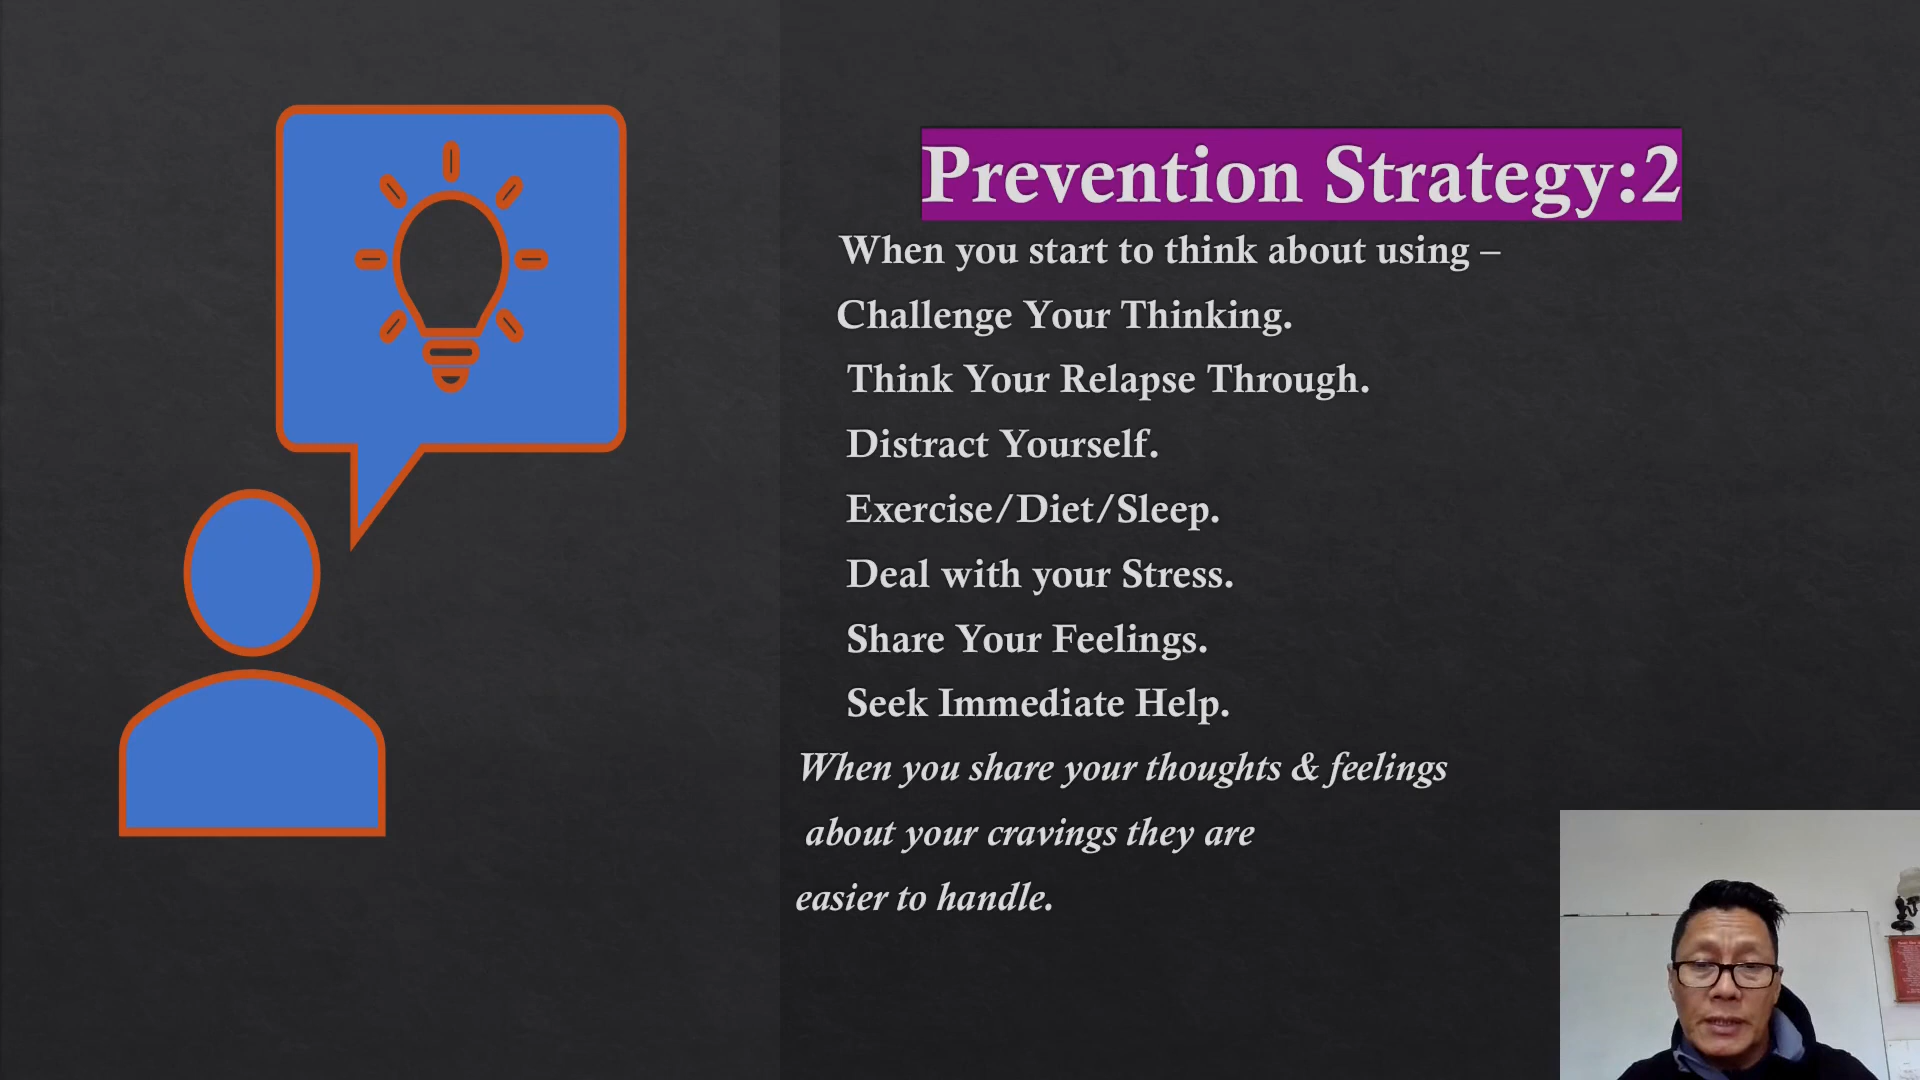 Prevention Strategy:2
When you start to think about using –
Challenge Your Thinking.
Think Your Relapse Through.
Distract Yourself.
Exercise/Diet/Sleep.
Deal with your Stress.
Share Your Feelings.
Seek Immediate Help.
When you share your thoughts & feelings
about your cravings they are
easier to handle.